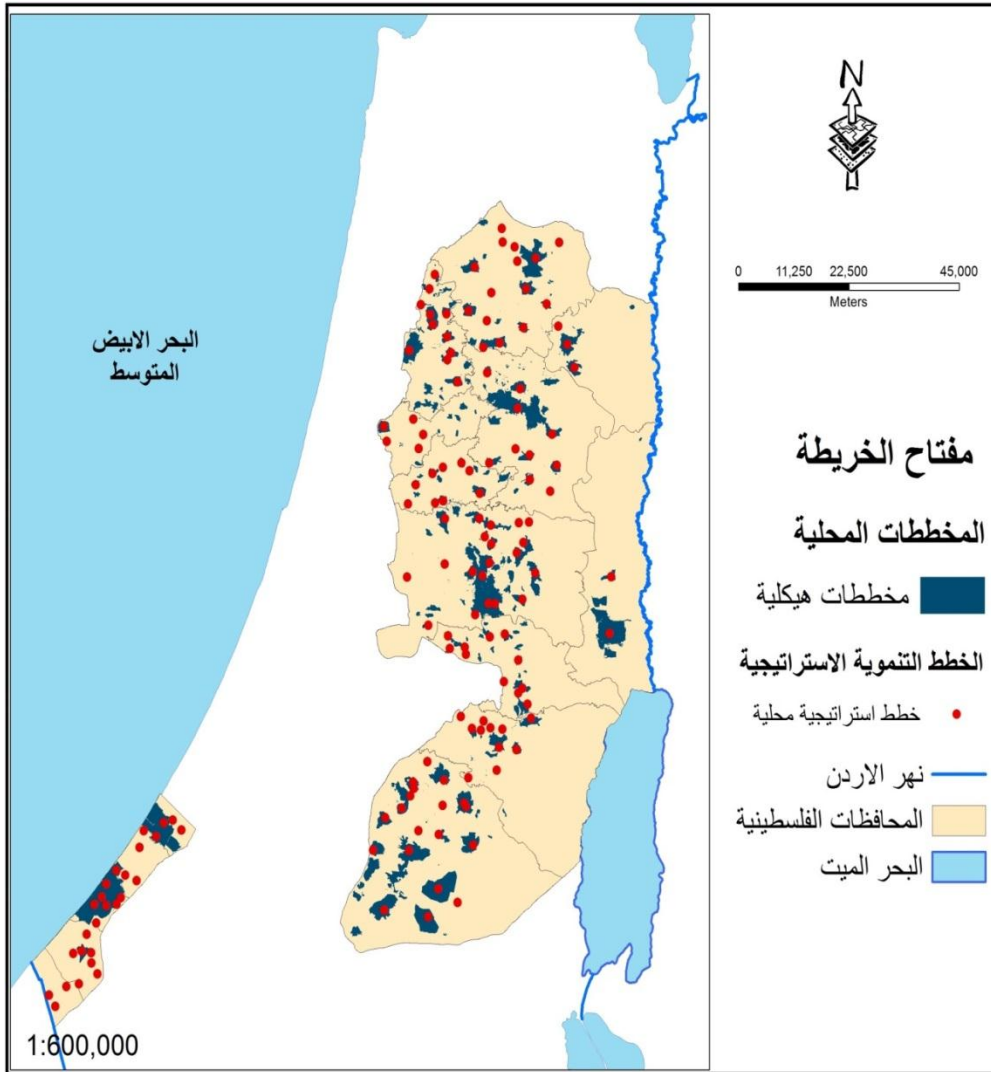 N
0 11,250 22,500 45,000
Meters
البحر الابيض
المتوسط
مفتاح الخريطة
المخططات المحلية
مخططات هيكلية
الخطط التنموية الاستراتيجية
خطط استراتيجية محلية
نهر الاردن
المحافظات الفلسطينية
البحر الميت
1:600,000